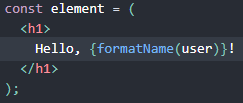 const element = (
  <h1>
    Hello, {formatName(user)}!
  </h1>
);